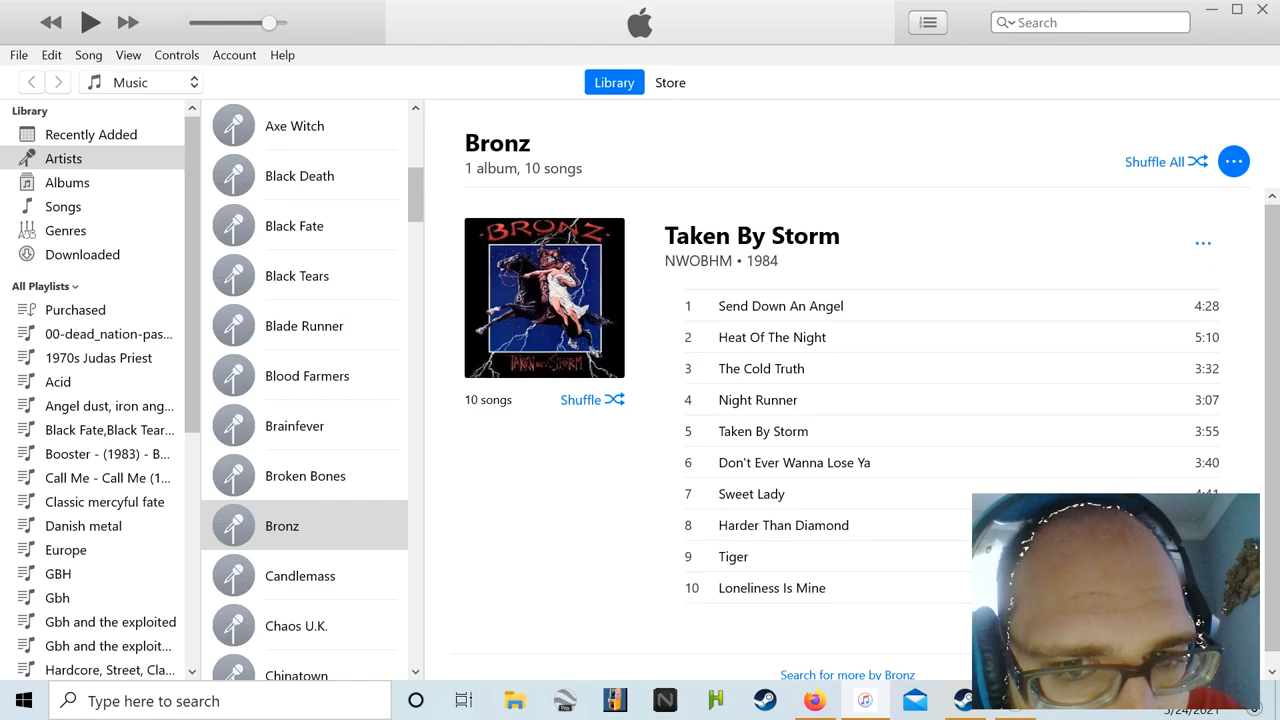 Search
File Edit Song View Controls Account Help
Music
Library Store
Library
Recently Added
Artists
Albums
Songs
Genres
Downloaded
All Playlists
Purchased
00-dead_nation-pas...
1970s Judas Priest
Acid
Angel dust, iron ang...
Black Fate,Black Tear...
Booster - (1983) - B...
Call Me - Call Me (1...
Classic mercyful fate
Danish metal
Europe
GBH
Gbh
Gbh and the exploited
Gbh and the exploit...
Hardcore, Street, Cla...
Axe Witch
Black Death
Black Fate
Black Tears
Blade Runner
Blood Farmers
Brainfever
Broken Bones
Bronz
Candlemass
Chaos U.K.
Chinatown
Bronz
1 album, 10 songs
Shuffle All
BRONZ
TAKEN BY STORM
10 songs Shuffle
Taken By Storm
NWOBHM • 1984
1 Send Down An Angel 4:28
2 Heat Of The Night 5:10
3 The Cold Truth 3:32
4 Night Runner 3:07
5 Taken By Storm 3:55
6 Don't Ever Wanna Lose Ya 3:40
7 Sweet Lady 4:41
8 Harder Than Diamond
9 Tiger
10 Loneliness Is Mine
Search for more by Bronz
Type here to search
Pro
N
H
3/24/2021